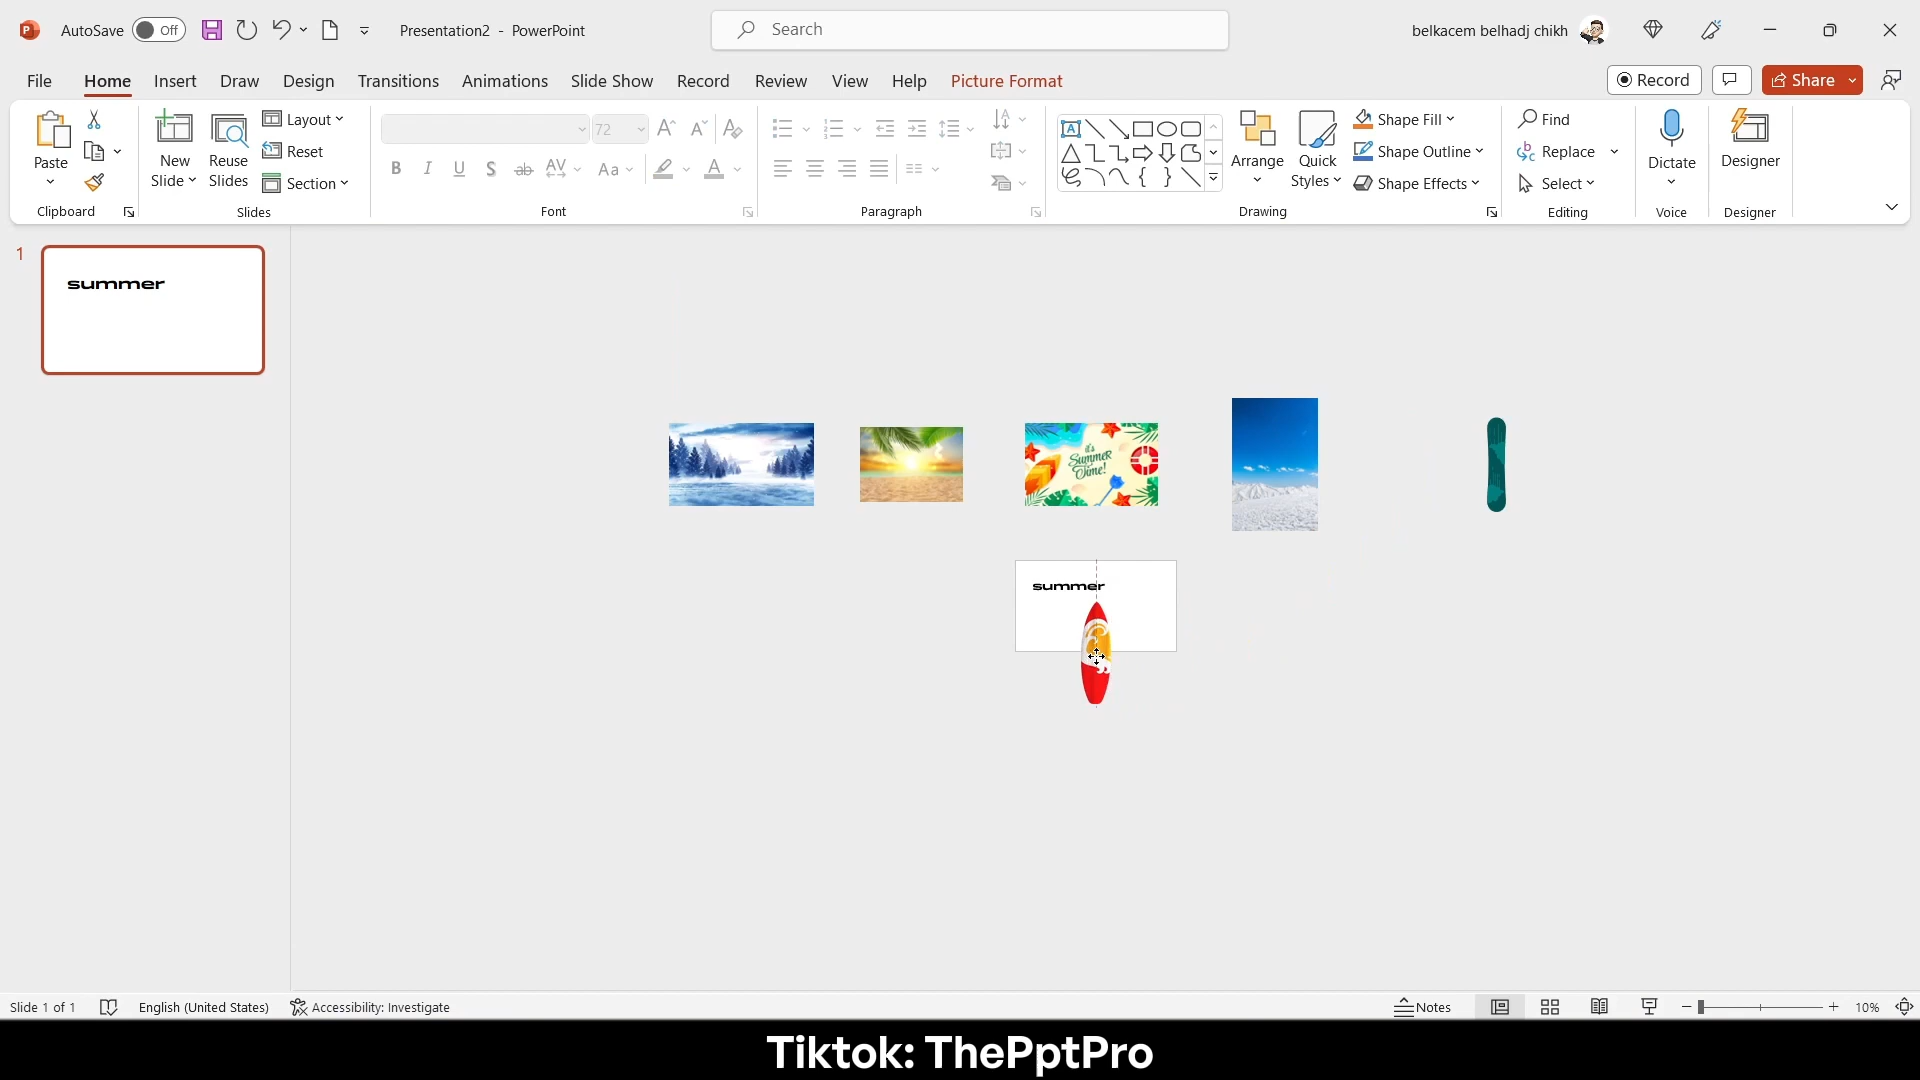 AutoSave
Off
Presentation2 - PowerPoint
Search
belkacem belhadj chikh
File
Home
Insert
Draw
Design
Transitions
Animations
Slide Show
Record
Review
View
Help
Picture Format
Record
Share
Paste
New
Slide
Reuse
Slides
Layout
Reset
Section
72
Shape Fill
Shape Outline
Shape Effects
Arrange
Quick
Styles
Find
Replace
Select
Dictate
Designer
Clipboard
Slides
Font
Paragraph
Drawing
Editing
Voice
Designer
1
summer
it's
Summer
Time!
summer
Slide 1 of 1
English (United States)
Accessibility: Investigate
Notes
10%
Tiktok: ThePptPro